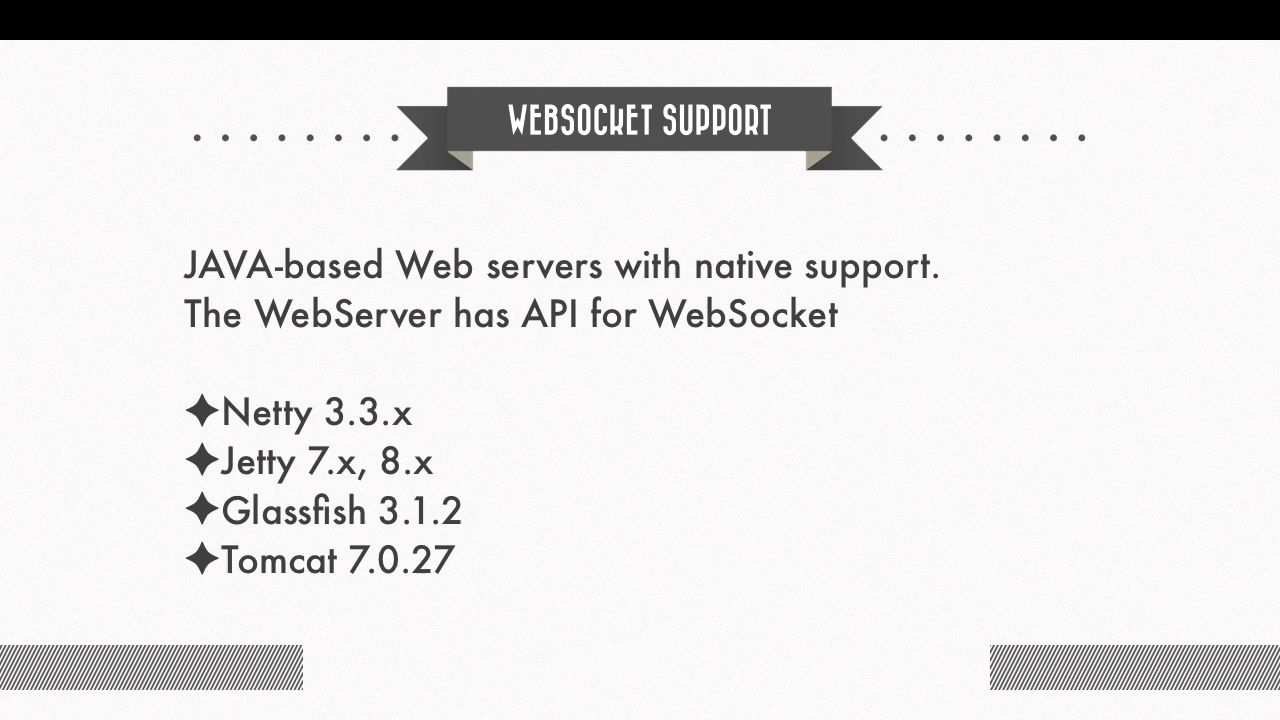 WEBSOCKET SUPPORT
JAVA-based Web servers with native support.
The WebServer has API for WebSocket
✦Netty 3.3.x
✦Jetty 7.x, 8.x
✦Glassfish 3.1.2
✦Tomcat 7.0.27